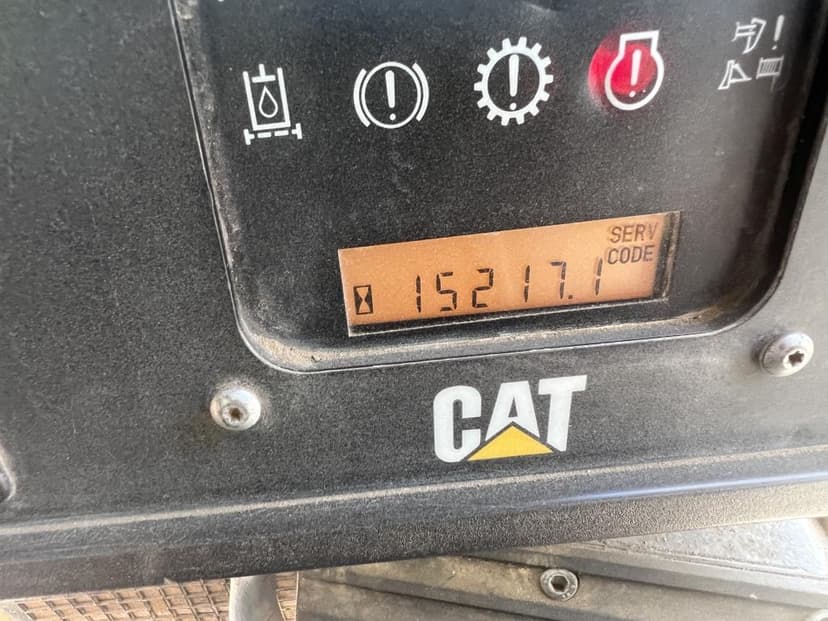 SERV
CODE
15217.1
CAT